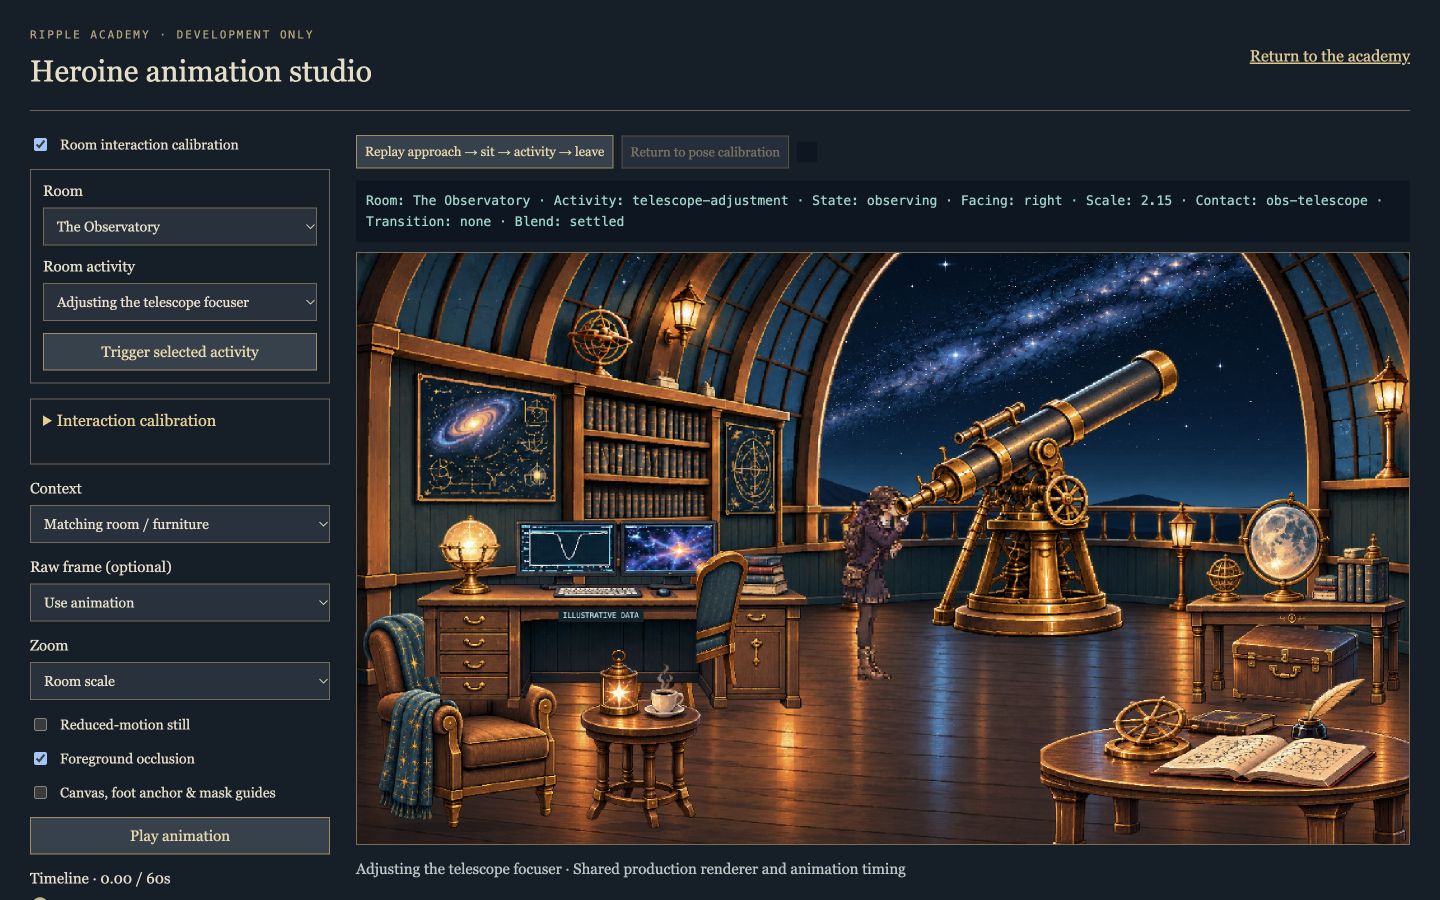 RIPPLE ACADEMY · DEVELOPMENT ONLY
Heroine animation studio
Return to the academy
Room interaction calibration
Room
The Observatory
Room activity
Adjusting the telescope focuser
Trigger selected activity
Interaction calibration
Context
Matching room / furniture
Raw frame (optional)
Use animation
Zoom
Room scale
Reduced-motion still
Foreground occlusion
Canvas, foot anchor & mask guides
Play animation
Timeline · 0.00 / 60s
Replay approach → sit → activity → leave
Return to pose calibration
Room: The Observatory · Activity: telescope-adjustment · State: observing · Facing: right · Scale: 2.15 · Contact: obs-telescope ·
Transition: none · Blend: settled
ILLUSTRATIVE DATA
Adjusting the telescope focuser · Shared production renderer and animation timing